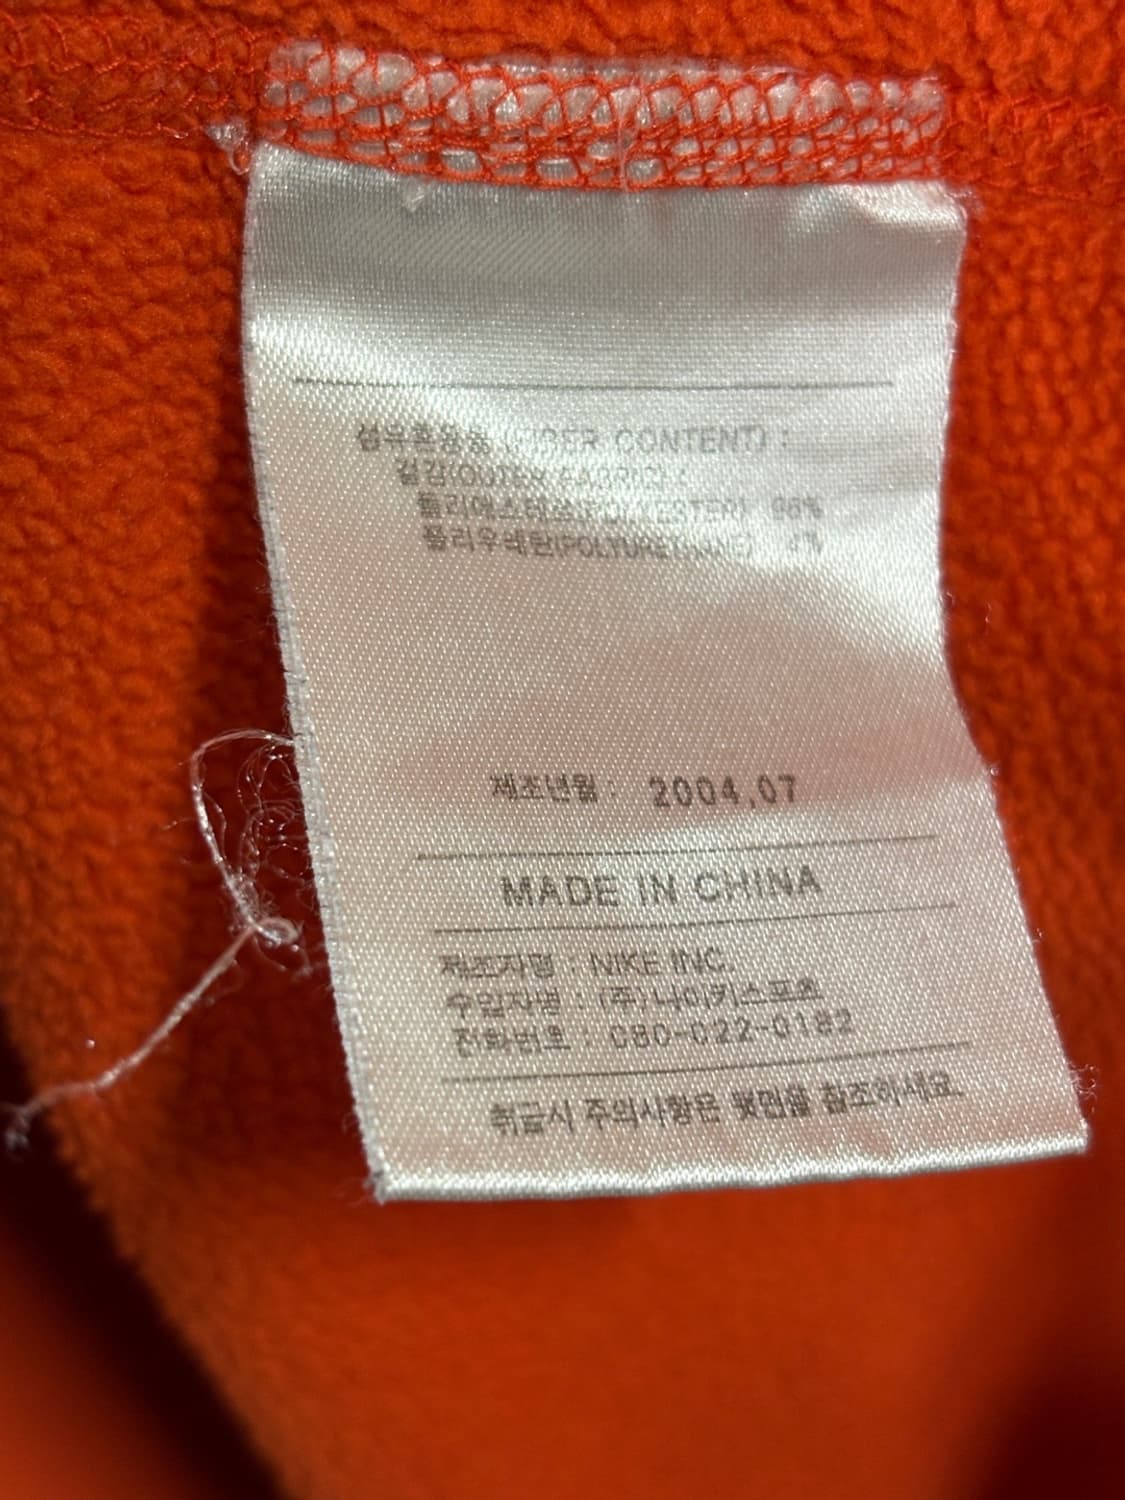 섬유혼용율(FIBER CONTENT) :
겉감(OUTER FABRIC) :
폴리에스테르(POLYESTER) 96%
폴리우레탄(POLYURETHANE) 4%
제조년월 : 2004.07
MADE IN CHINA
제조자명 : NIKE INC.
수입자명 : (주)나이키스포츠
전화번호 : 080-022-0182
취급시 주의사항은 뒷면을 참조하세요.